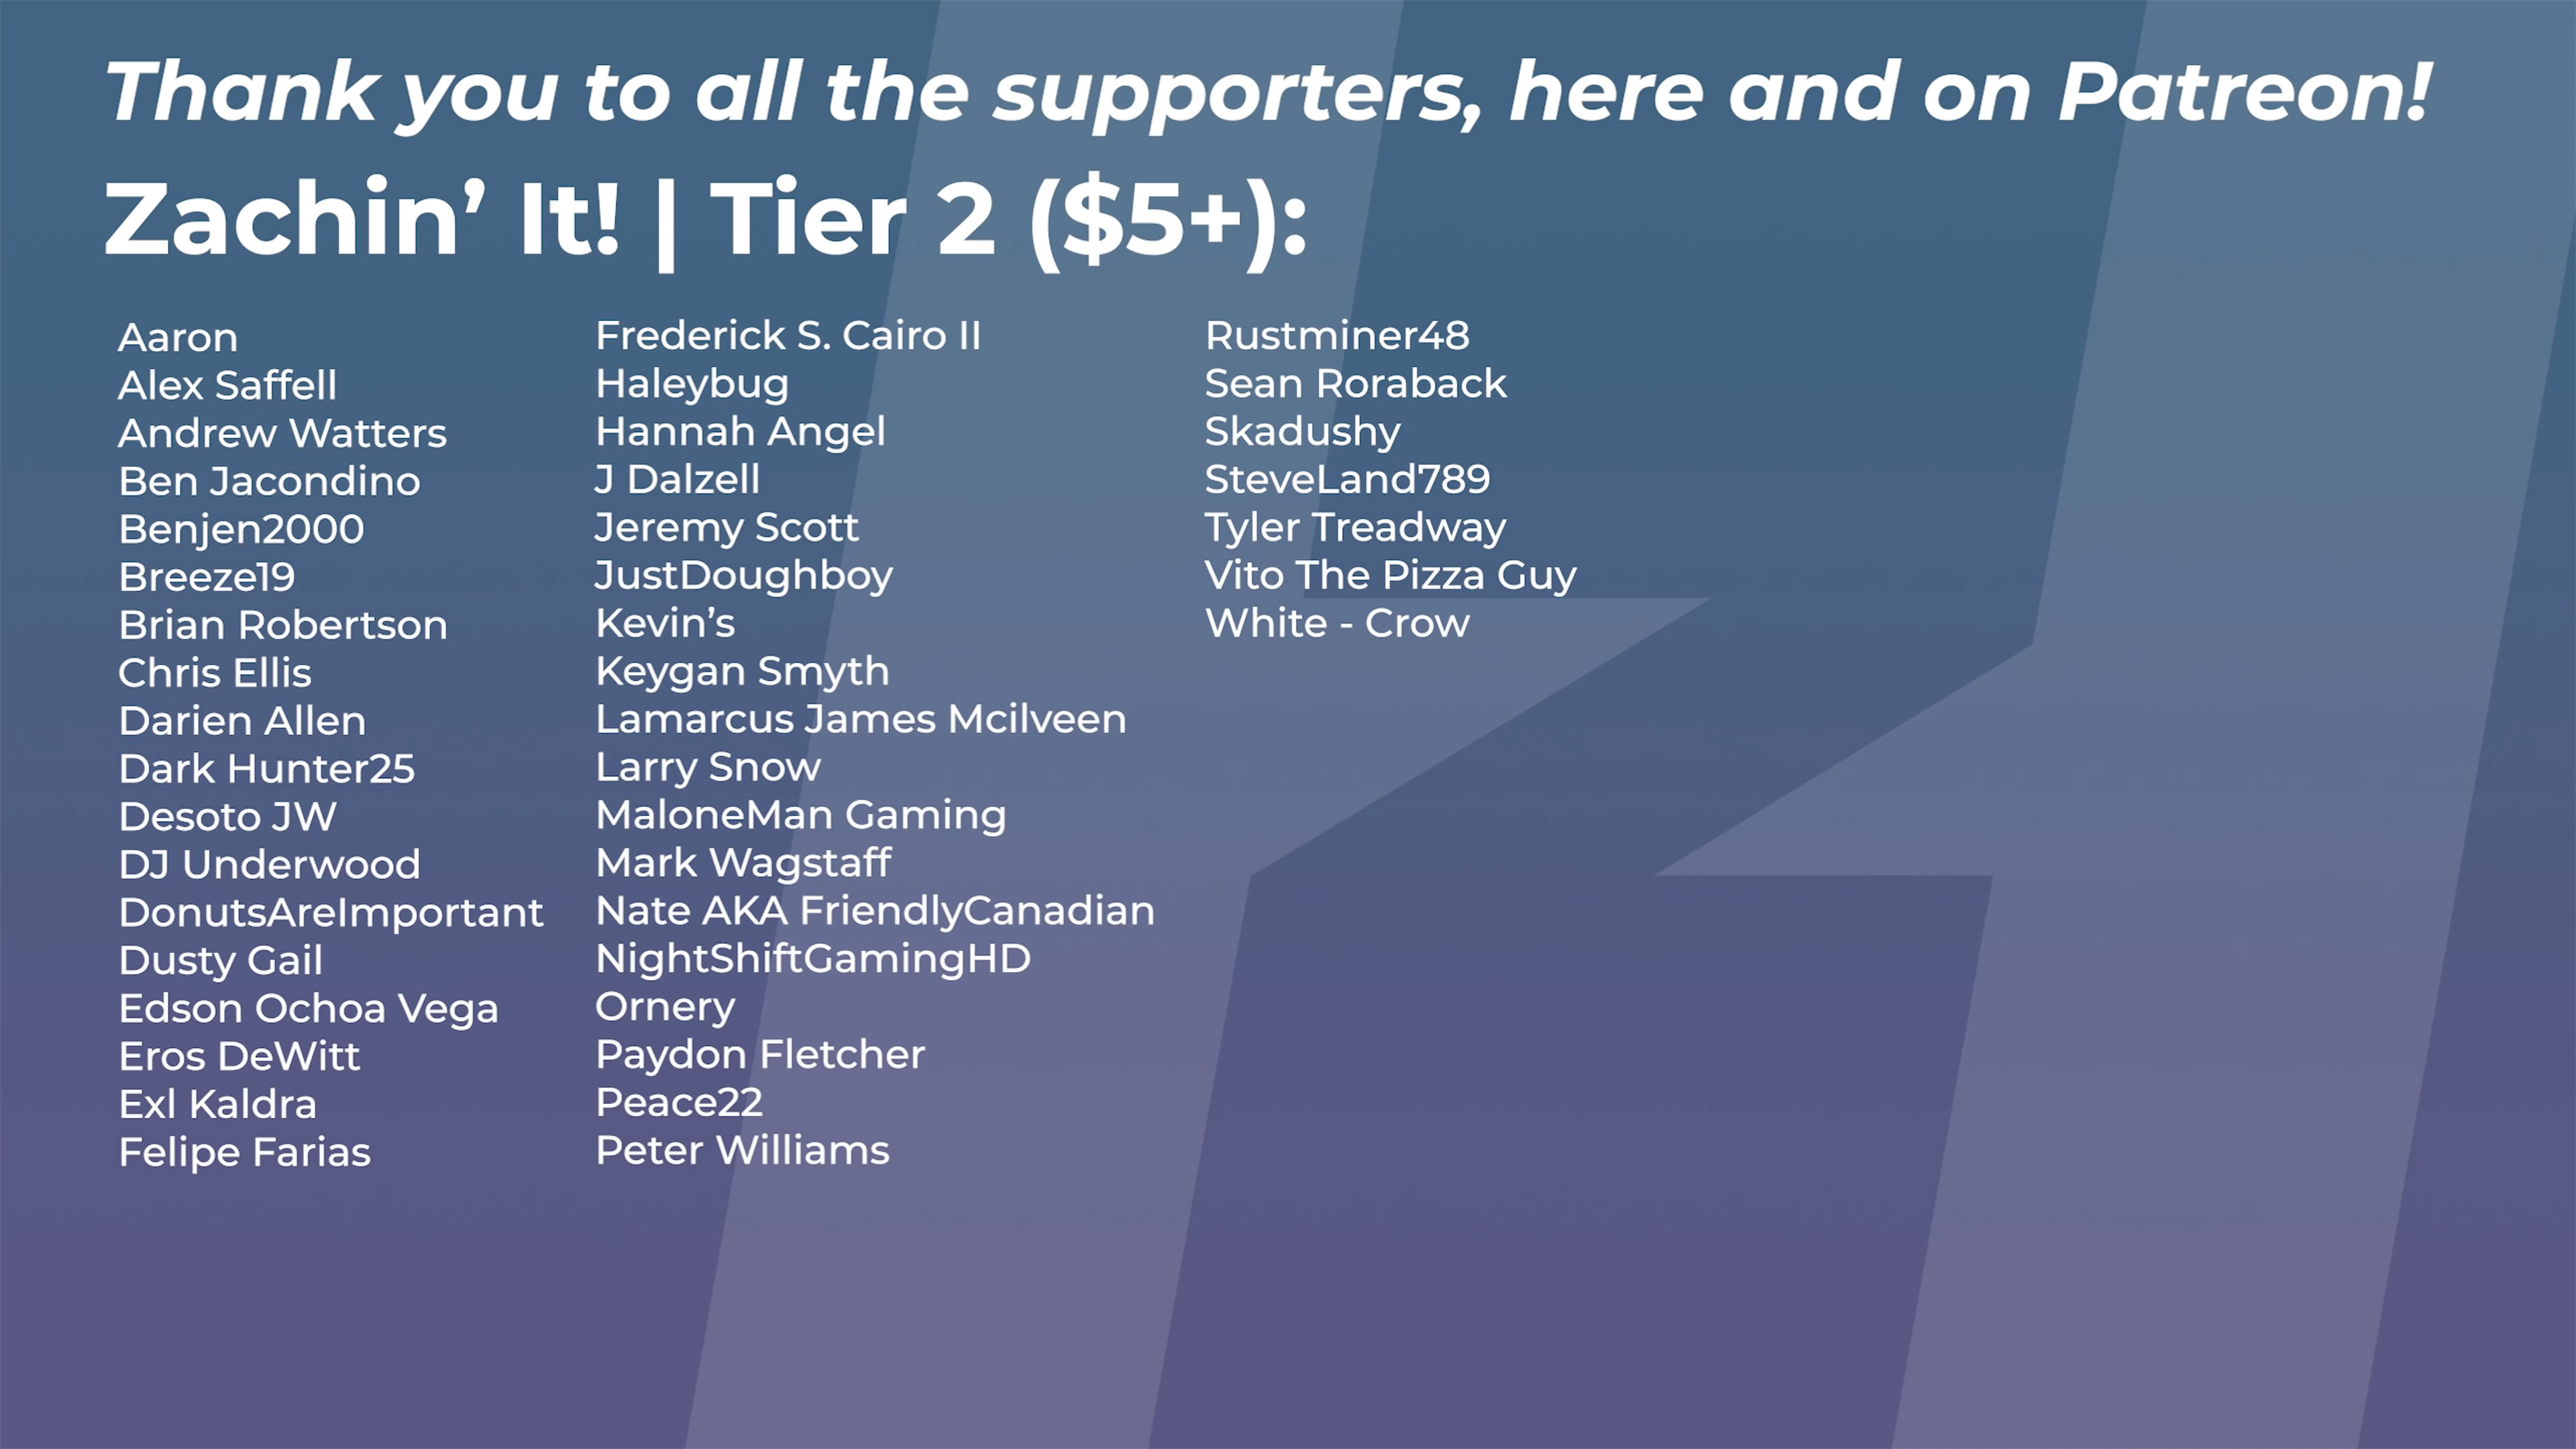 Thank you to all the supporters, here and on Patreon!
Zachin’ It! | Tier 2 ($5+):
Aaron
Alex Saffell
Andrew Watters
Ben Jacondino
Benjen2000
Breeze19
Brian Robertson
Chris Ellis
Darien Allen
Dark Hunter25
Desoto JW
DJ Underwood
DonutsAreImportant
Dusty Gail
Edson Ochoa Vega
Eros DeWitt
Exl Kaldra
Felipe Farias
Frederick S. Cairo II
Haleybug
Hannah Angel
J Dalzell
Jeremy Scott
JustDoughboy
Kevin’s
Keygan Smyth
Lamarcus James Mcilveen
Larry Snow
MaloneMan Gaming
Mark Wagstaff
Nate AKA FriendlyCanadian
NightShiftGamingHD
Ornery
Paydon Fletcher
Peace22
Peter Williams
Rustminer48
Sean Roraback
Skadushy
SteveLand789
Tyler Treadway
Vito The Pizza Guy
White - Crow